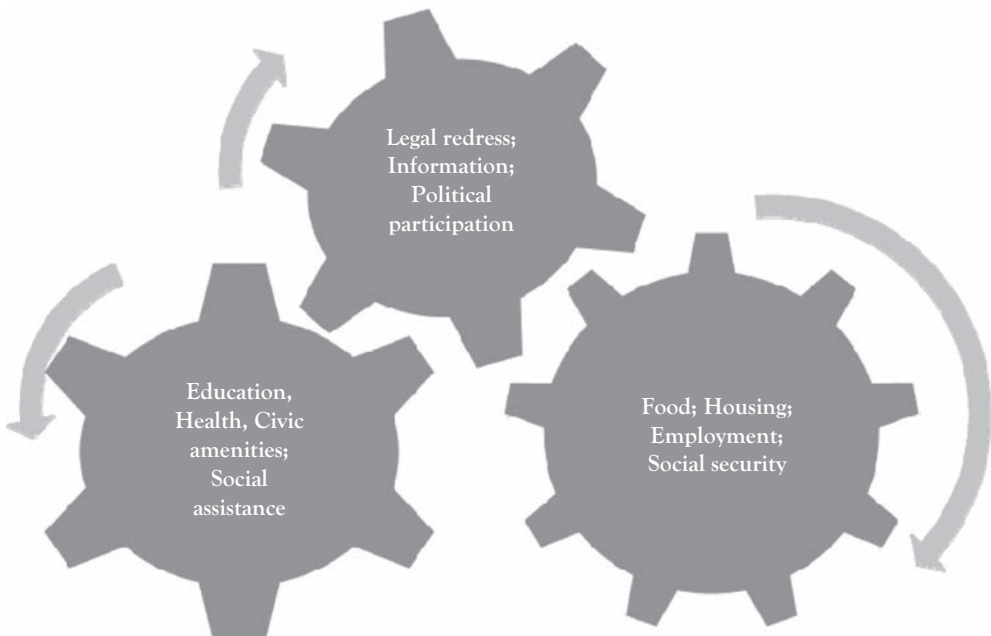 Legal redress;
Information;
Political
participation
Education,
Health, Civic
amenities;
Social
assistance
Food; Housing;
Employment;
Social security